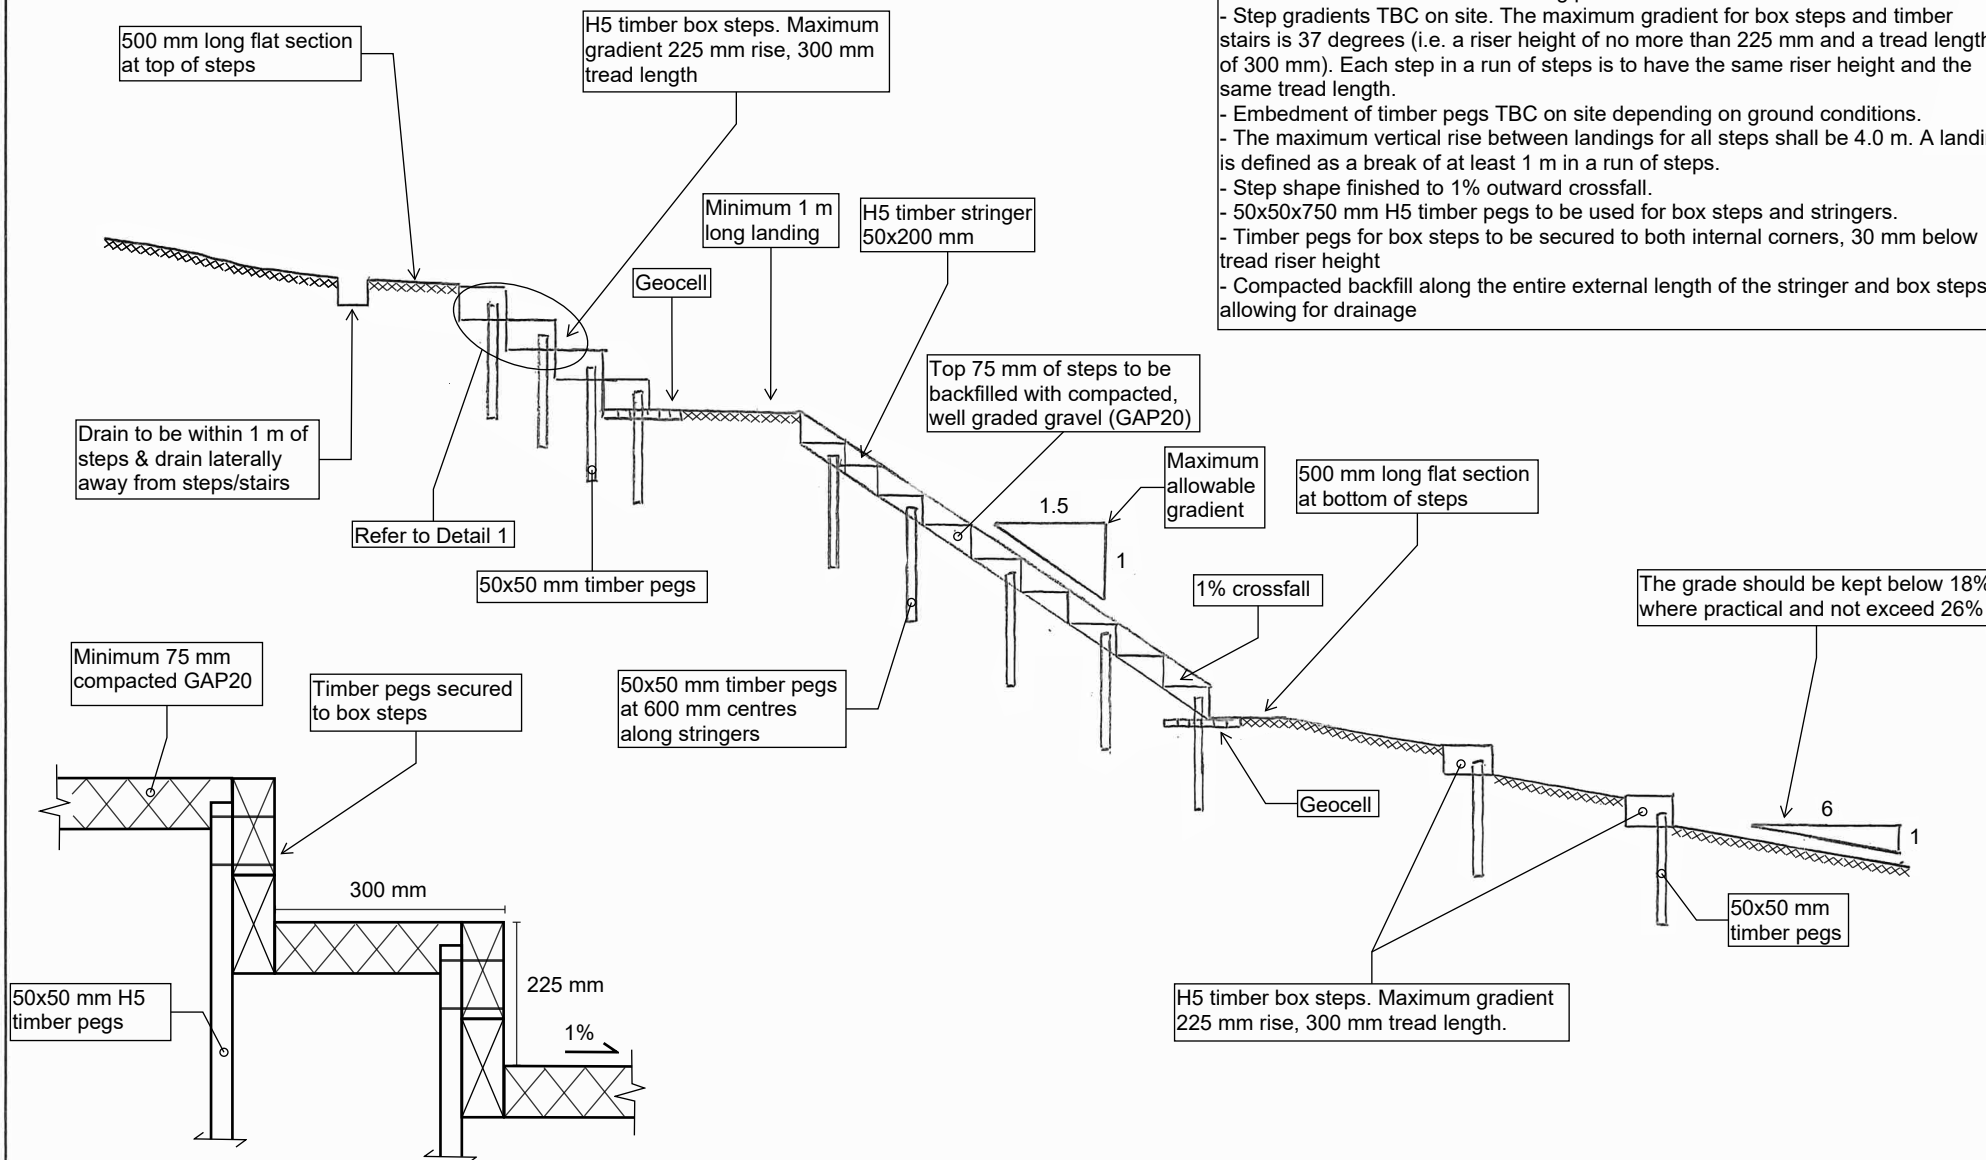 - Step gradients TBC on site. The maximum gradient for box steps and timber
stairs is 37 degrees (i.e. a riser height of no more than 225 mm and a tread length
of 300 mm). Each step in a run of steps is to have the same riser height and the
same tread length.
- Embedment of timber pegs TBC on site depending on ground conditions.
- The maximum vertical rise between landings for all steps shall be 4.0 m. A
is defined as a break of at least 1 m in a run of steps.
- Step shape finished to 1% outward crossfall.
- 50x50x750 mm H5 timber pegs to be used for box steps and stringers.
- Timber pegs for box steps to be secured to both internal corners, 30 mm below
tread riser height
- Compacted backfill along the entire external length of the stringer and box steps
allowing for drainage
500 mm long flat section
at top of steps
H5 timber box steps. Maximum
gradient 225 mm rise, 300 mm
tread length
Minimum 1 m
long landing
H5 timber stringer
50x200 mm
Geocell
Top 75 mm of steps to be
backfilled with compacted,
well graded gravel (GAP20)
Drain to be within 1 m of
steps & drain laterally
away from steps/stairs
Maximum
allowable
gradient
1.5
1
500 mm long flat section
at bottom of steps
Refer to Detail 1
50x50 mm timber pegs
1% crossfall
The grade should be kept below 18%
where practical and not exceed 26%
Minimum 75 mm
compacted GAP20
Timber pegs secured
to box steps
50x50 mm timber pegs
at 600 mm centres
along stringers
Geocell
6
1
300 mm
225 mm
1%
50x50 mm H5
timber pegs
50x50 mm
timber pegs
H5 timber box steps. Maximum gradient
225 mm rise, 300 mm tread length.